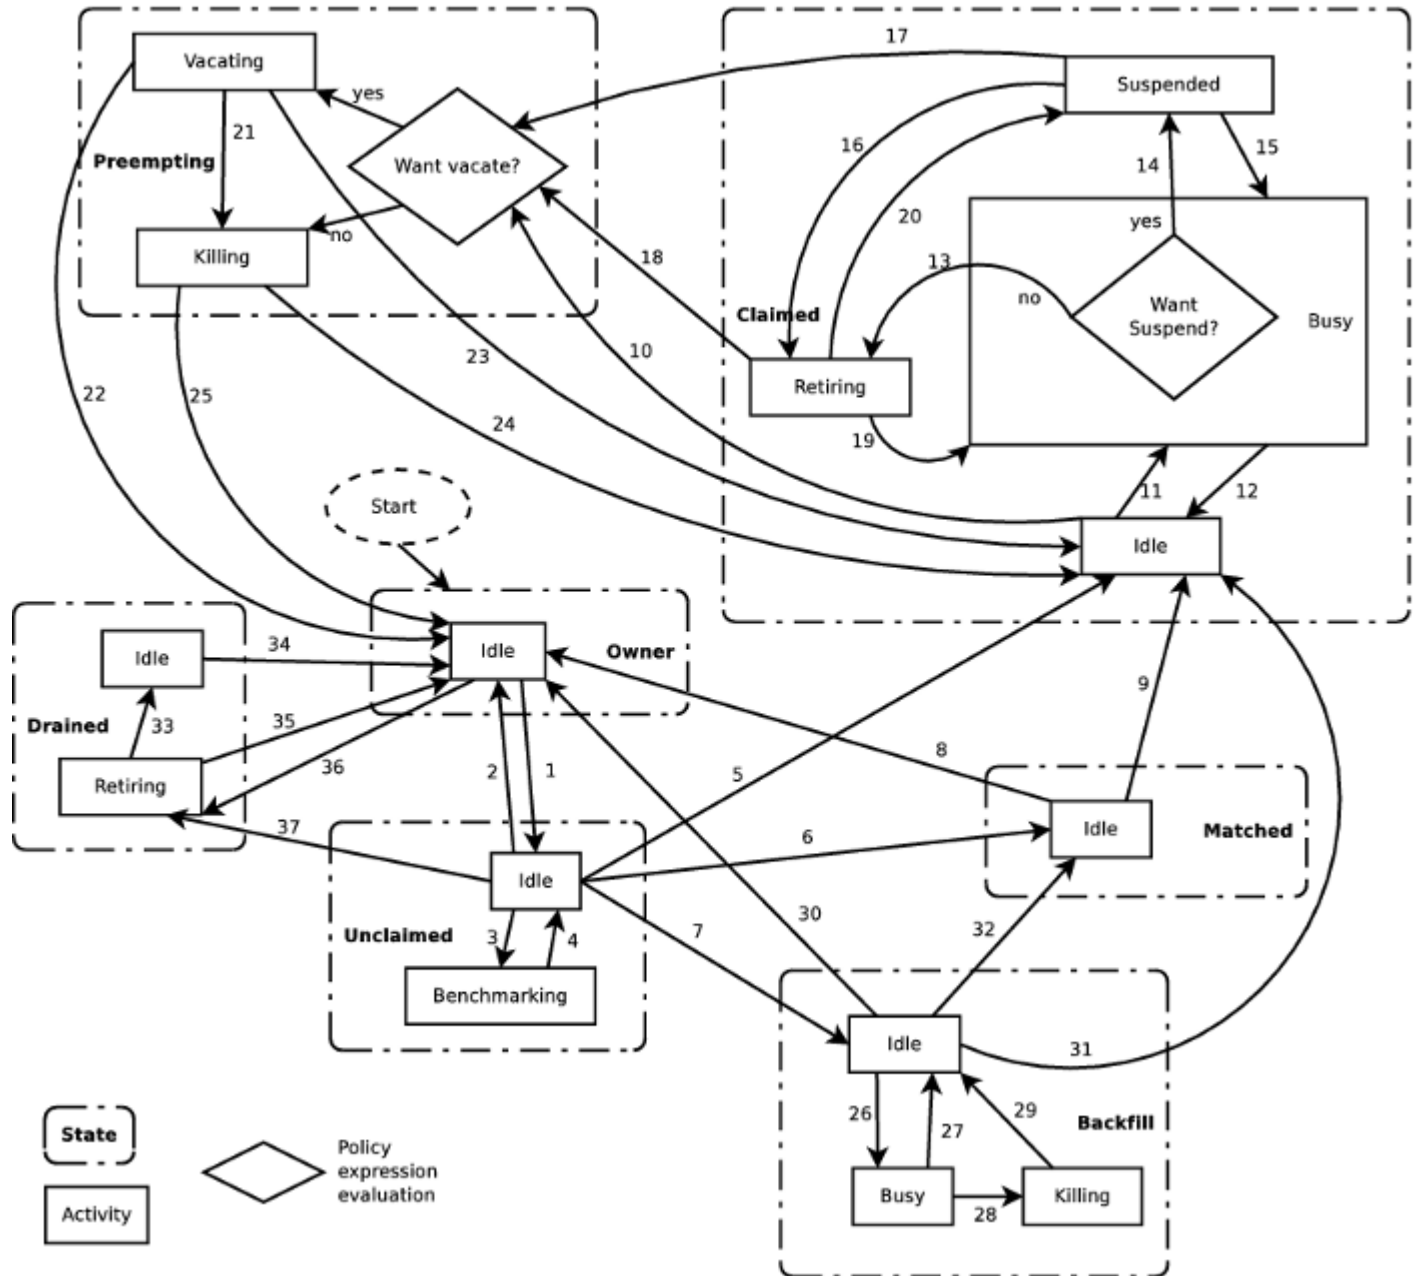 17
Vacating
Suspended
yes
21
16
15
Preempting
Want vacate?
14
20
yes
no
Killing
18
13
no
Want
Suspend?
Claimed
Busy
23
10
Retiring
22
25
24
19
11
12
Start
Idle
Idle
34
Idle
Owner
9
Drained
33
35
8
36
2
1
5
Retiring
37
6
Idle
Matched
Idle
30
32
Unclaimed
3
4
7
Benchmarking
Idle
31
26
27
29
Backfill
State
Policy
expression
evaluation
Busy
Killing
28
Activity